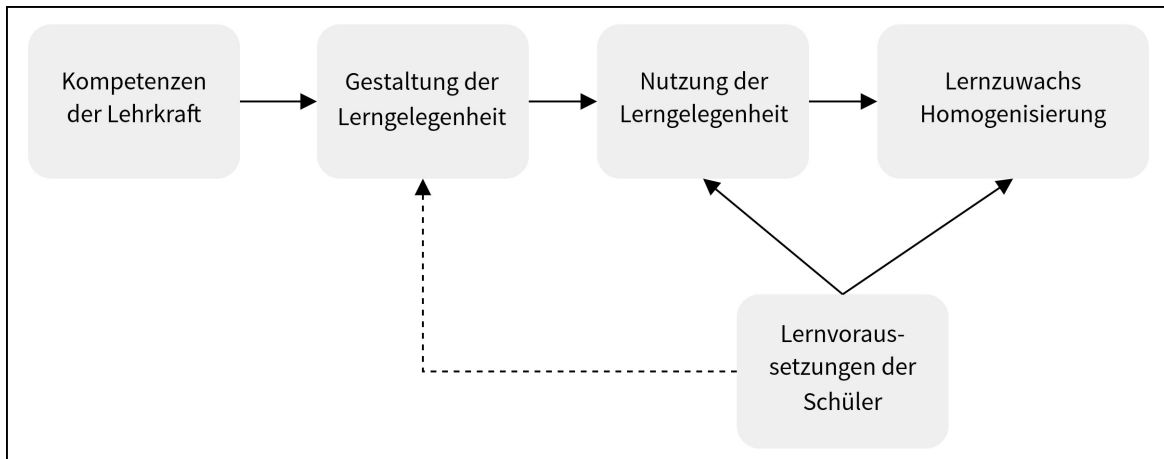 Kompetenzen
der Lehrkraft
Gestaltung der
Lerngelegenheit
Nutzung der
Lerngelegenheit
Lernzuwachs
Homogenisierung
Lernvoraus-
setzungen der
Schüler